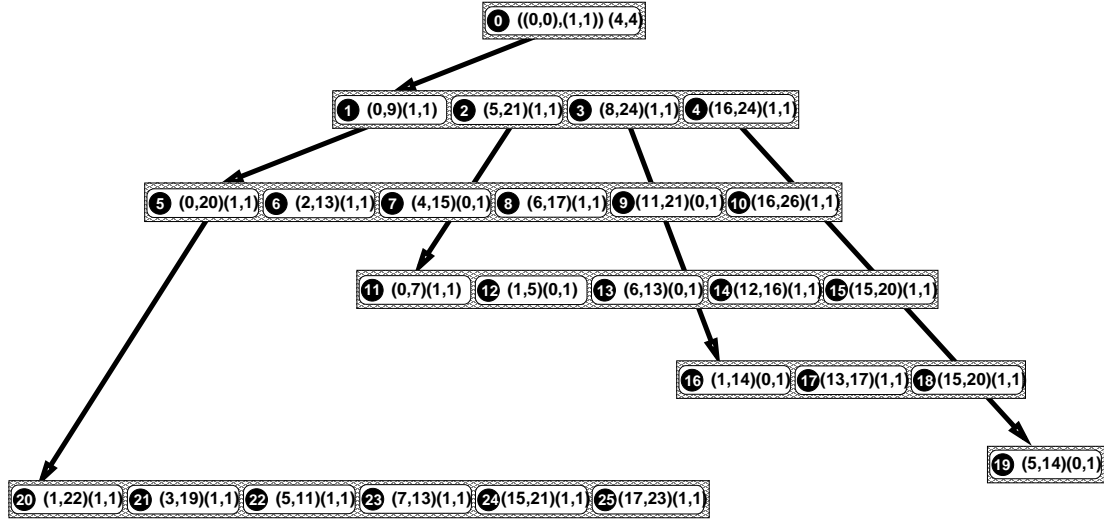 0 ((0,0),(1,1)) (4,4)
1 (0,9)(1,1) 2 (5,21)(1,1) 3 (8,24)(1,1) 4 (16,24)(1,1)
5 (0,20)(1,1) 6 (2,13)(1,1) 7 (4,15)(0,1) 8 (6,17)(1,1) 9 (11,21)(0,1) 10 (16,26)(1,1)
11 (0,7)(1,1) 12 (1,5)(0,1) 13 (6,13)(0,1) 14 (12,16)(1,1) 15 (15,20)(1,1)
16 (1,14)(0,1) 17 (13,17)(1,1) 18 (15,20)(1,1)
19 (5,14)(0,1)
20 (1,22)(1,1) 21 (3,19)(1,1) 22 (5,11)(1,1) 23 (7,13)(1,1) 24 (15,21)(1,1) 25 (17,23)(1,1)